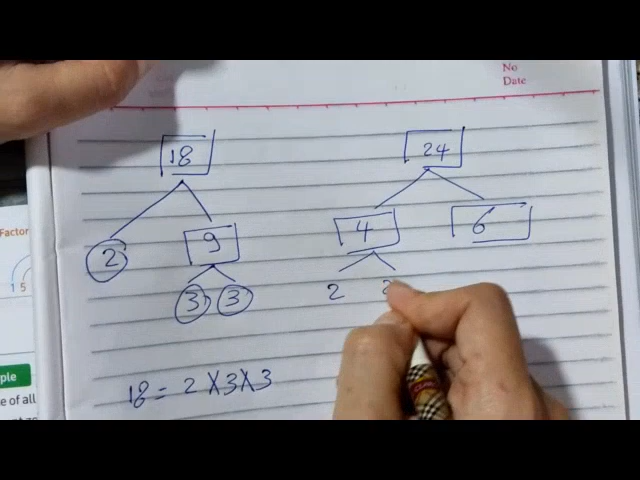 No
Date
18
24
Factor
2
9
4
6
1 5
3 3
2 2
ple
18 = 2 X 3 X 3
e of all